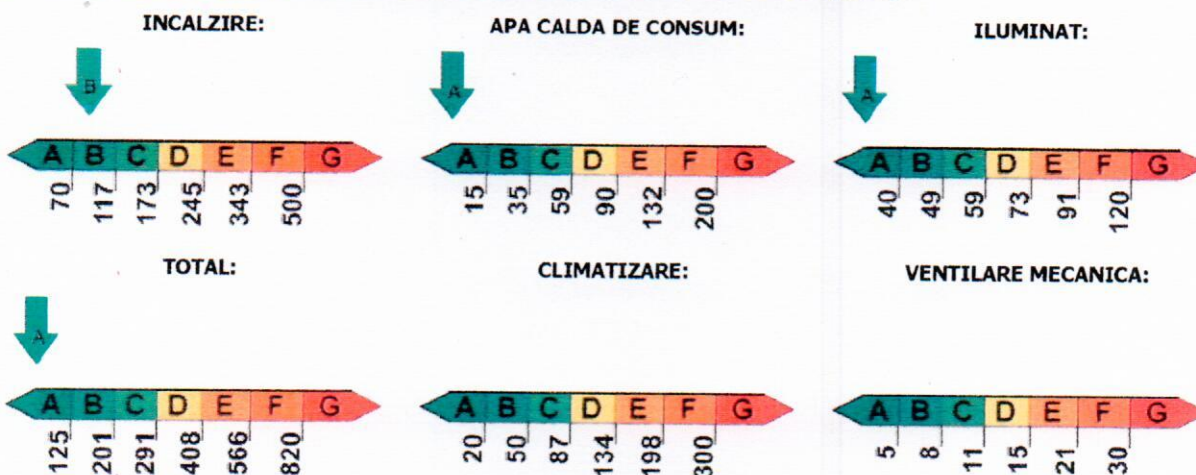 INCALZIRE:
B
A B C D E F G
70 117 173 245 343 500
APA CALDA DE CONSUM:
A
A B C D E F G
15 35 59 90 132 200
ILUMINAT:
A
A B C D E F G
40 49 59 73 91 120
TOTAL:
A
A B C D E F G
125 201 291 408 566 820
CLIMATIZARE:
A B C D E F G
20 50 87 134 198 300
VENTILARE MECANICA:
A B C D E F G
5 8 11 15 21 30